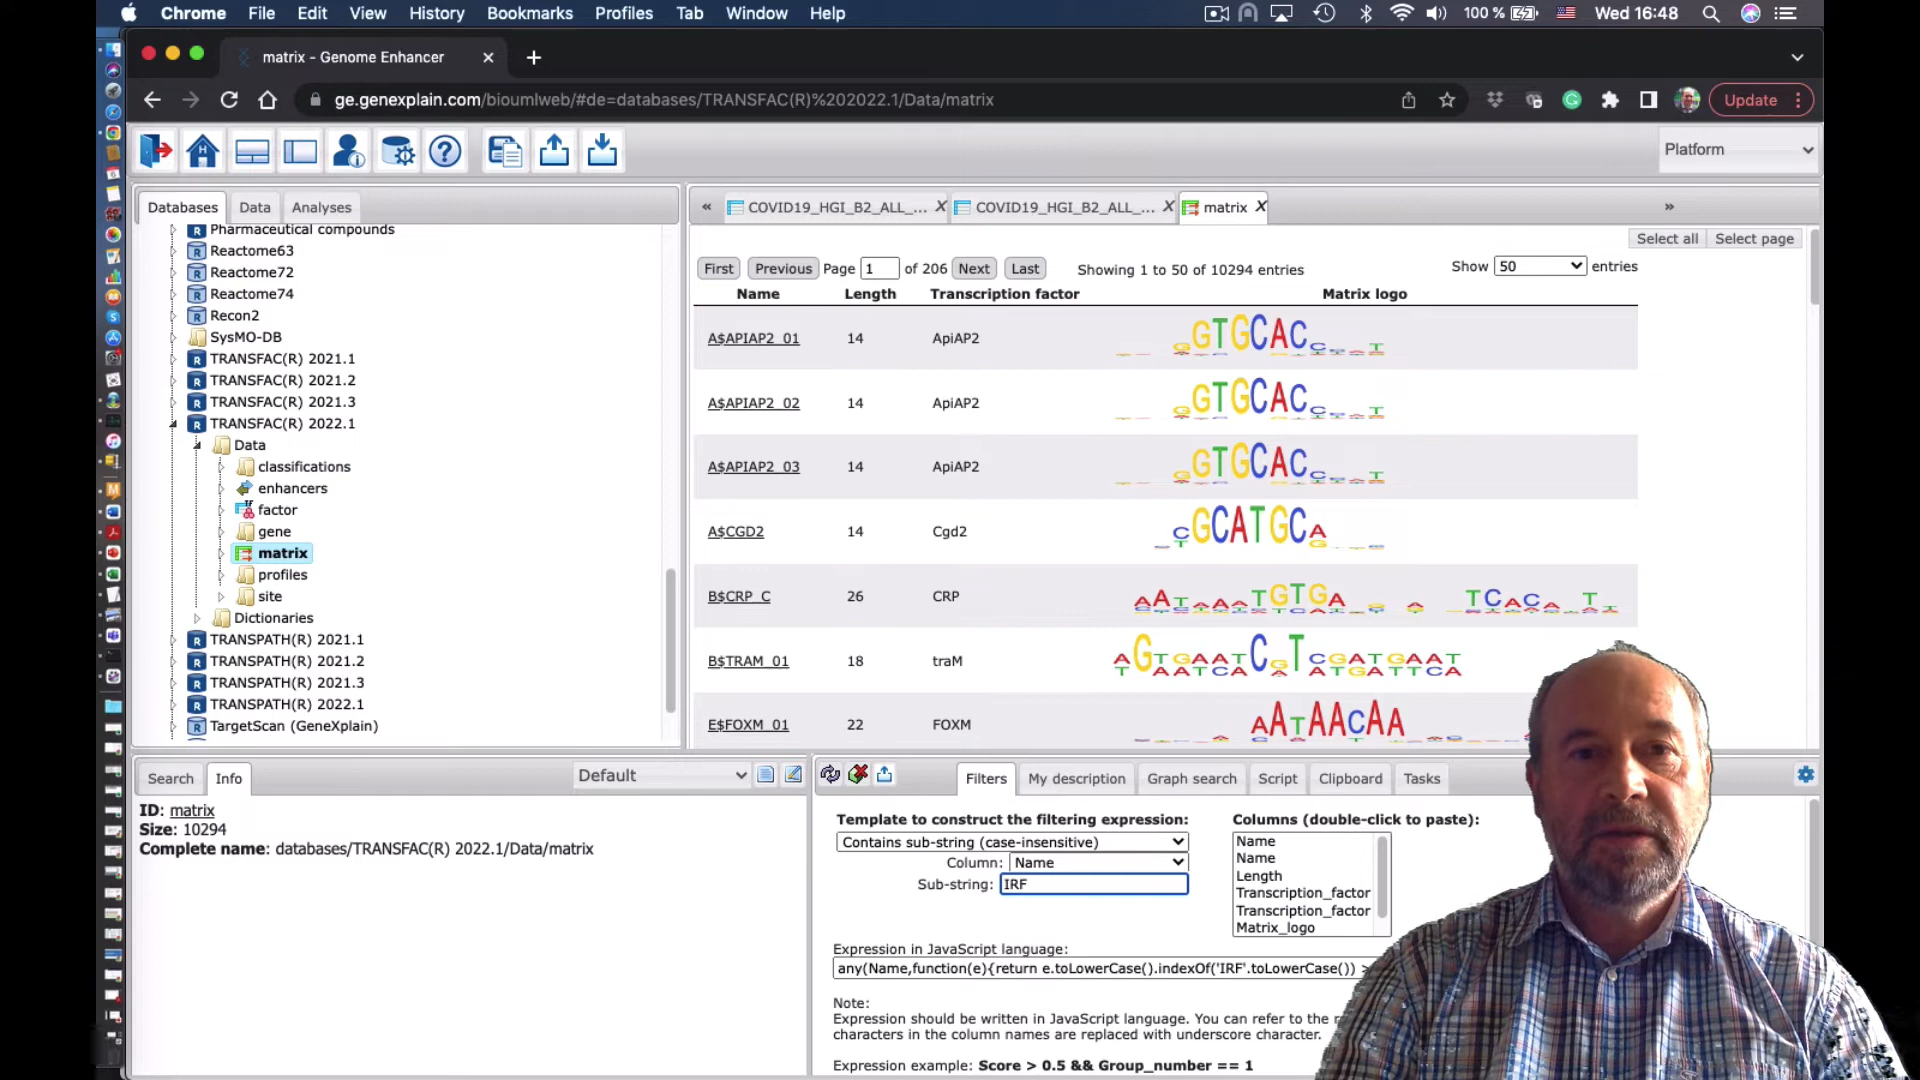 Chrome File Edit View History Bookmarks Profiles Tab Window Help 100 % Wed 16:48
matrix - Genome Enhancer
ge.genexplain.com/bioumlweb/#de=databases/TRANSFAC(R)%202022.1/Data/matrix Update
Platform
Databases Data Analyses
Pharmaceutical compounds
Reactome63
Reactome72
Reactome74
Recon2
SysMO-DB
TRANSFAC(R) 2021.1
TRANSFAC(R) 2021.2
TRANSFAC(R) 2021.3
TRANSFAC(R) 2022.1
Data
classifications
enhancers
factor
gene
matrix
profiles
site
Dictionaries
TRANSPATH(R) 2021.1
TRANSPATH(R) 2021.2
TRANSPATH(R) 2021.3
TRANSPATH(R) 2022.1
TargetScan (GeneXplain)
« COVID19_HGI_B2_ALL_... X COVID19_HGI_B2_ALL_... X matrix X »
Select all Select page
First Previous Page 1 of 206 Next Last Showing 1 to 50 of 10294 entries Show 50 entries
Name Length Transcription factor Matrix logo
A$APIAP2_01 14 ApiAP2 GTGCAC
A$APIAP2_02 14 ApiAP2 GTGCAC
A$APIAP2_03 14 ApiAP2 GTGCAC
A$CGD2 14 Cgd2 CGCATGCA
B$CRP_C 26 CRP
B$TRAM_01 18 traM
E$FOXM_01 22 FOXM AATAACAA
Search Info Default
ID: matrix
Size: 10294
Complete name: databases/TRANSFAC(R) 2022.1/Data/matrix
Filters My description Graph search Script Clipboard Tasks
Template to construct the filtering expression:
Contains sub-string (case-insensitive)
Column: Name
Sub-string: IRF
Columns (double-click to paste):
Name
Name
Length
Transcription_factor
Transcription_factor
Matrix_logo
Expression in JavaScript language:
any(Name,function(e){return e.toLowerCase().indexOf('IRF'.toLowerCase()) >
Note:
Expression should be written in JavaScript language. You can refer to the
characters in the column names are replaced with underscore character.
Expression example: Score > 0.5 && Group_number == 1